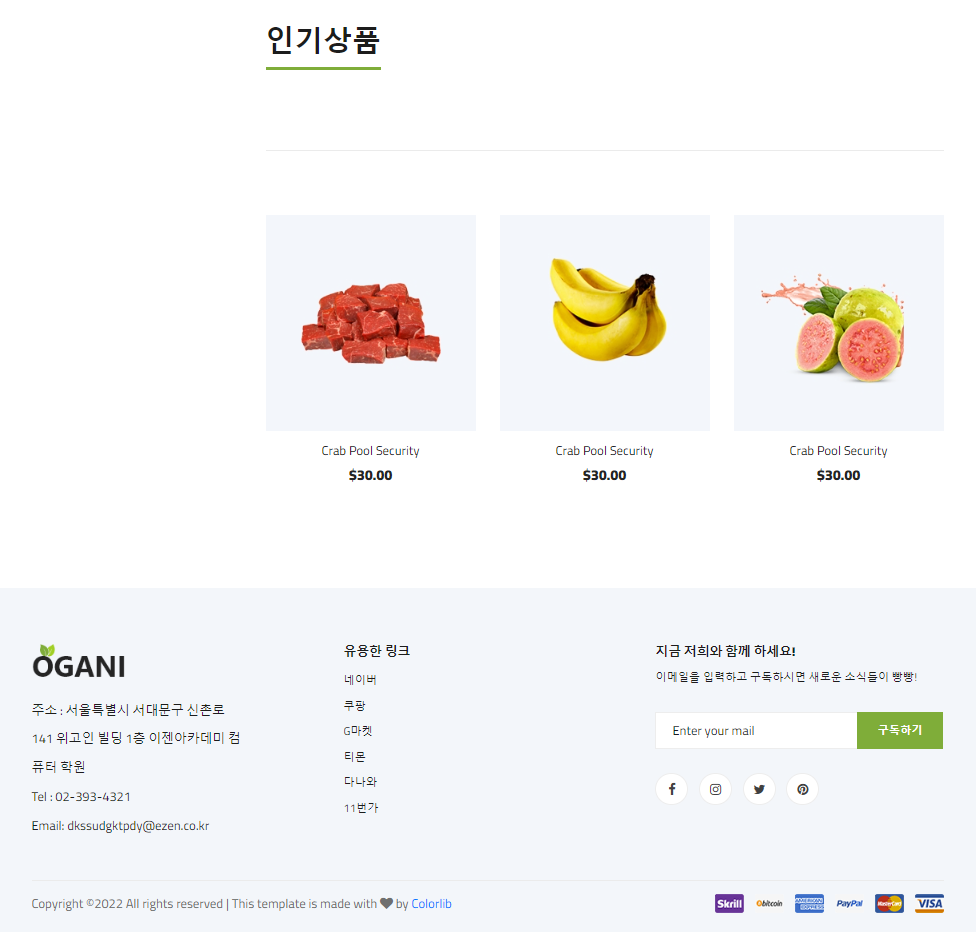 인기상품
Crab Pool Security
$30.00
Crab Pool Security
$30.00
Crab Pool Security
$30.00
OGANI
주소 : 서울특별시 서대문구 신촌로
141 위고인 빌딩 1층 이젠아카데미 컴
퓨터 학원
Tel : 02-393-4321
Email: dkssudgktpdy@ezen.co.kr
유용한 링크
네이버
쿠팡
G마켓
티몬
다나와
11번가
지금 저희와 함께 하세요!
이메일을 입력하고 구독하시면 새로운 소식들이 빵빵!
Enter your mail
구독하기
Copyright ©2022 All rights reserved | This template is made with by Colorlib
Skrill bitcoin AMERICAN EXPRESS PayPal MasterCard VISA